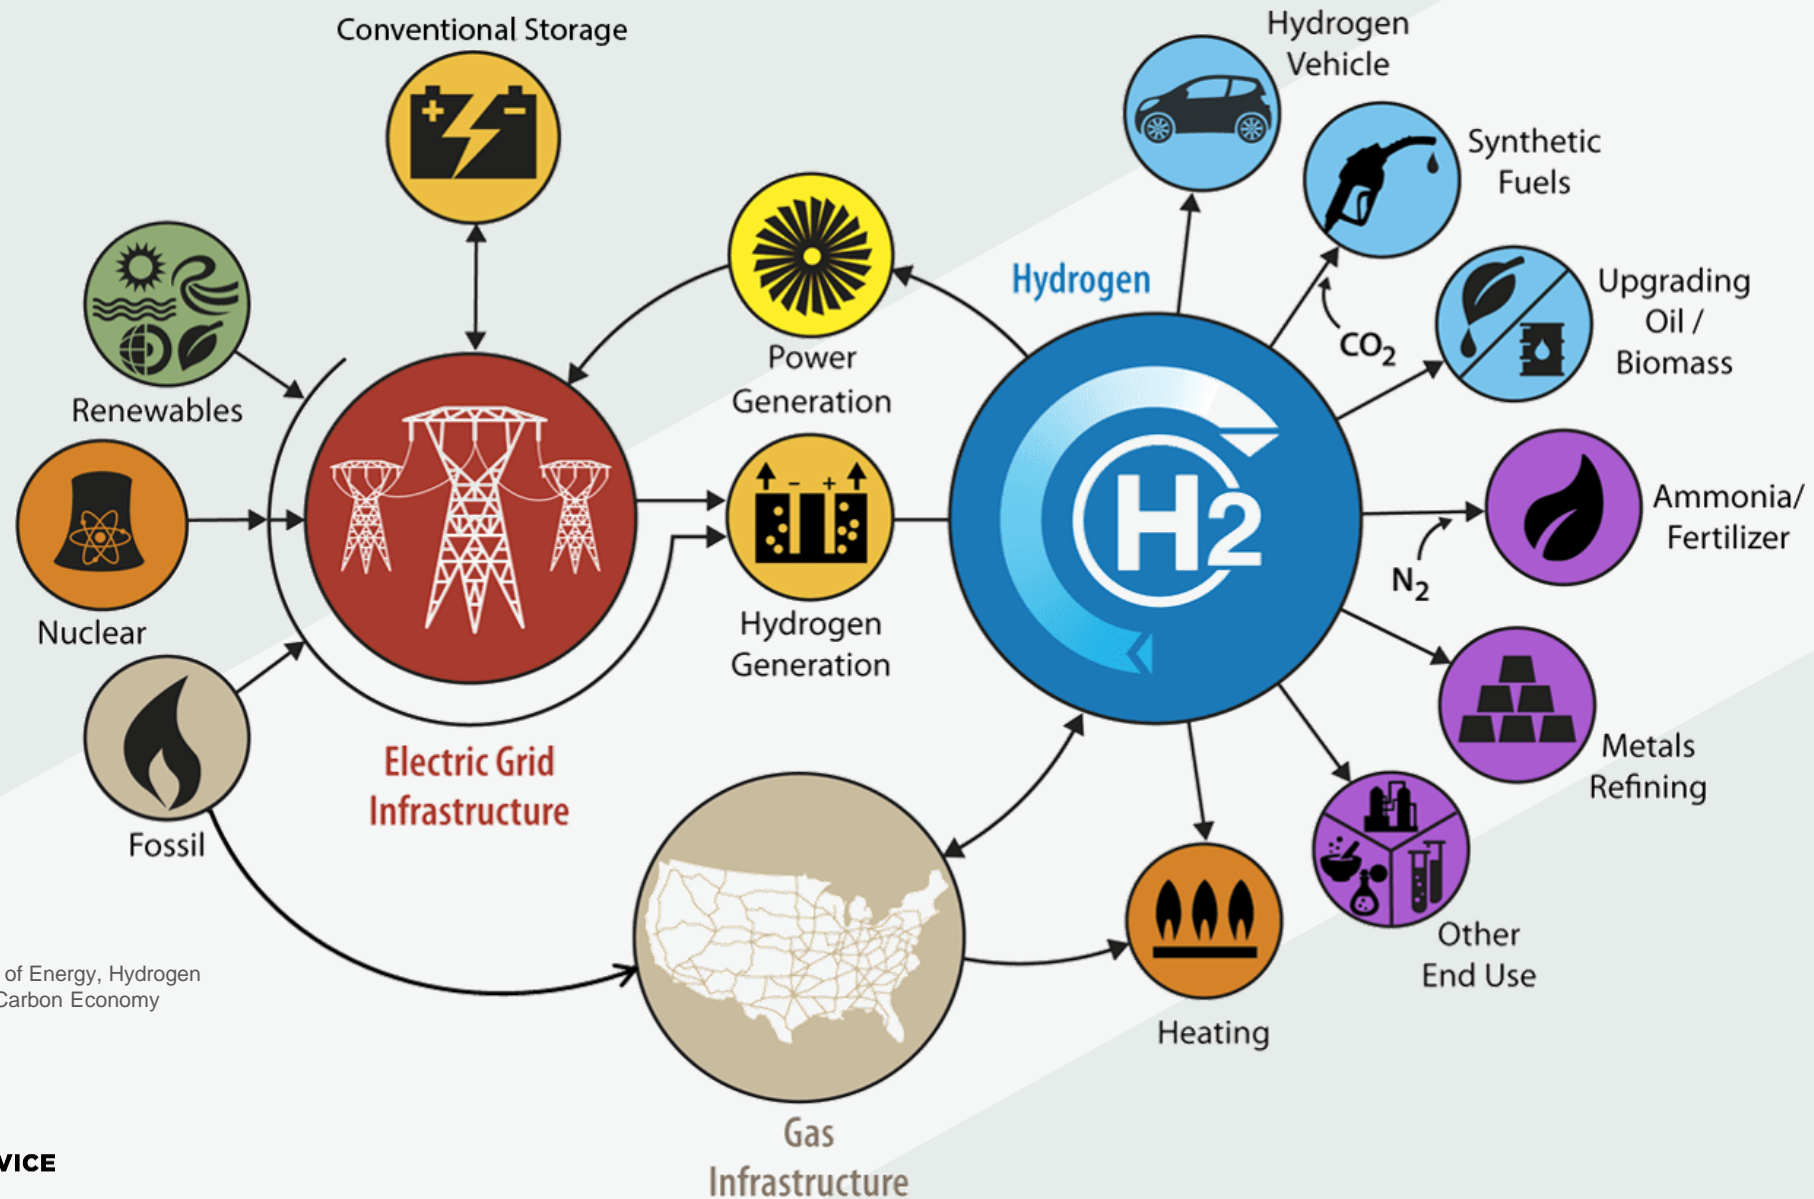 Conventional Storage
Hydrogen
Vehicle
Synthetic
Fuels
Hydrogen
Upgrading
Oil /
Biomass
CO₂
Renewables
Power
Generation
Ammonia/
Fertilizer
H2
N₂
Nuclear
Hydrogen
Generation
Metals
Refining
Electric Grid
Infrastructure
Fossil
Other
End Use
of Energy, Hydrogen
Carbon Economy
Heating
Gas
Infrastructure